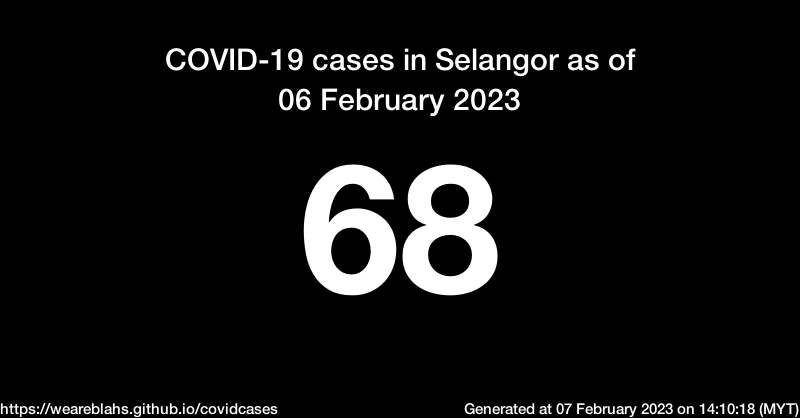 COVID-19 cases in Selangor as of
06 February 2023
68
https://weareblahs.github.io/covidcases
Generated at 07 February 2023 on 14:10:18 (MYT)